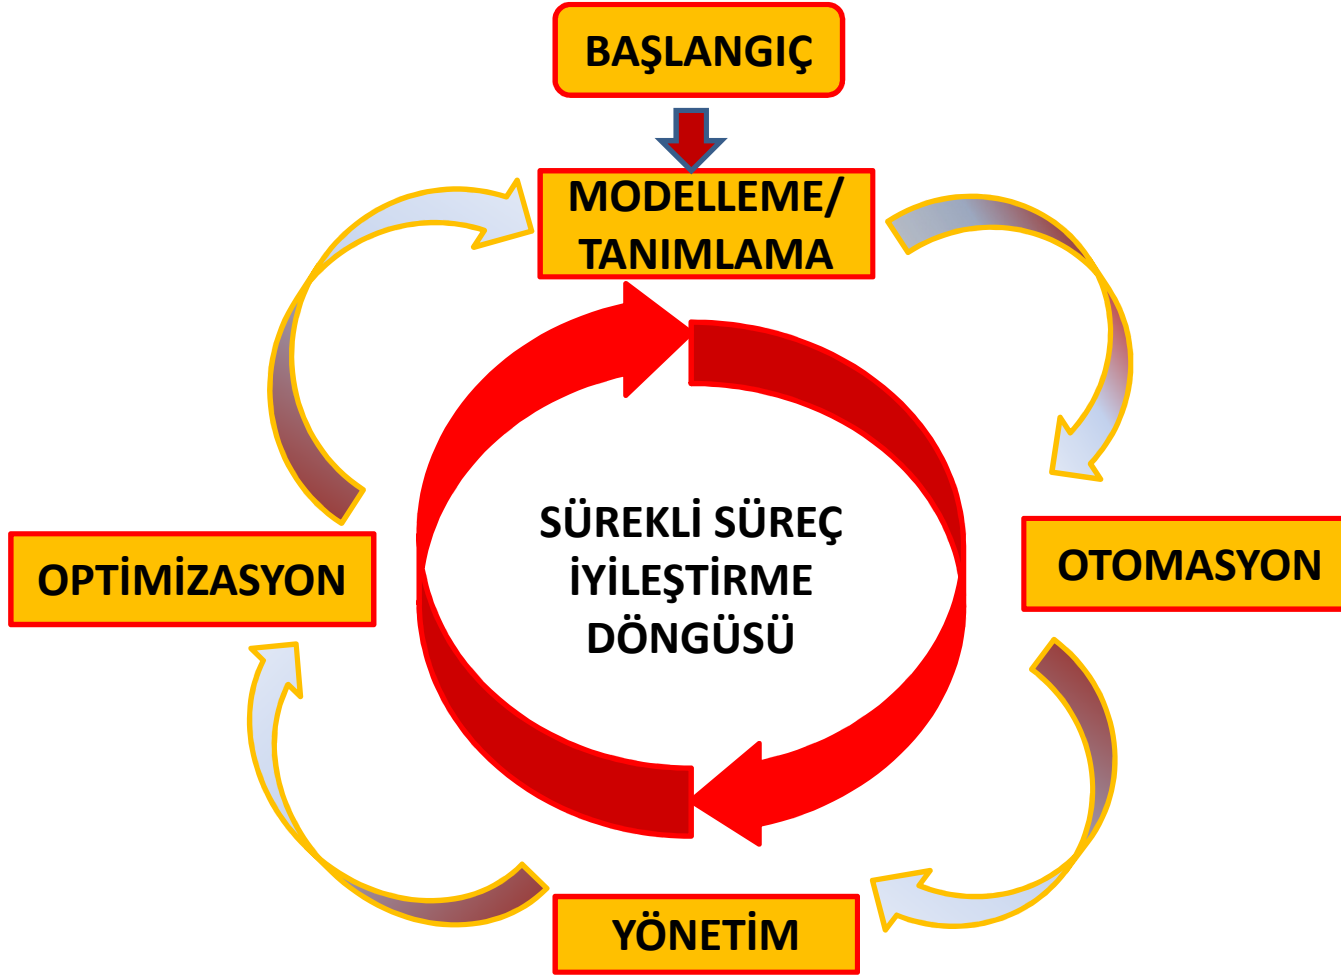 BAŞLANGIÇ
MODELLEME/
TANIMLAMA
SÜREKLİ SÜREÇ
İYİLEŞTİRME
DÖNGÜSÜ
OTOMASYON
OPTİMİZASYON
YÖNETİM